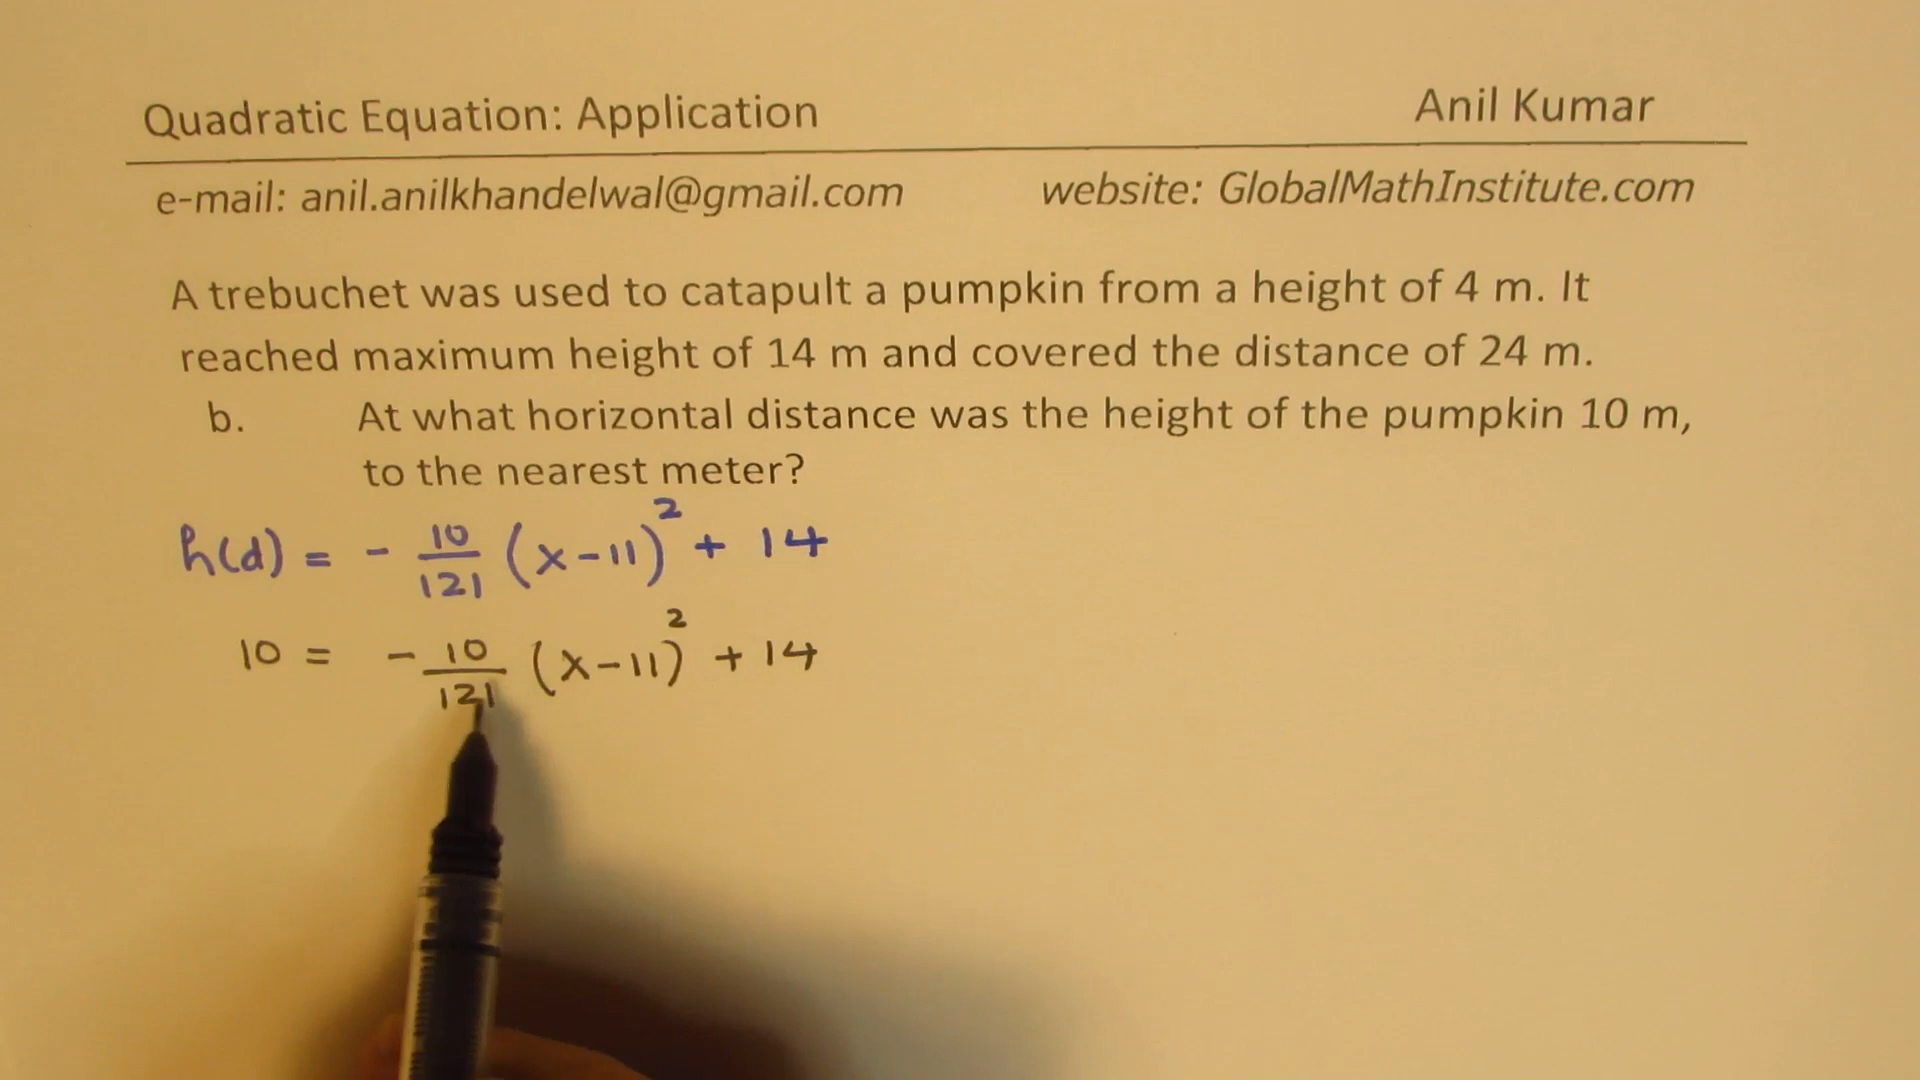 Quadratic Equation: Application Anil Kumar
e-mail: anil.anilkhandelwal@gmail.com website: GlobalMathInstitute.com
A trebuchet was used to catapult a pumpkin from a height of 4 m. It
reached maximum height of 14 m and covered the distance of 24 m.
b. At what horizontal distance was the height of the pumpkin 10 m,
to the nearest meter?
h(d) = - 10/121 (x-11)² + 14
10 = - 10/121 (x-11)² + 14